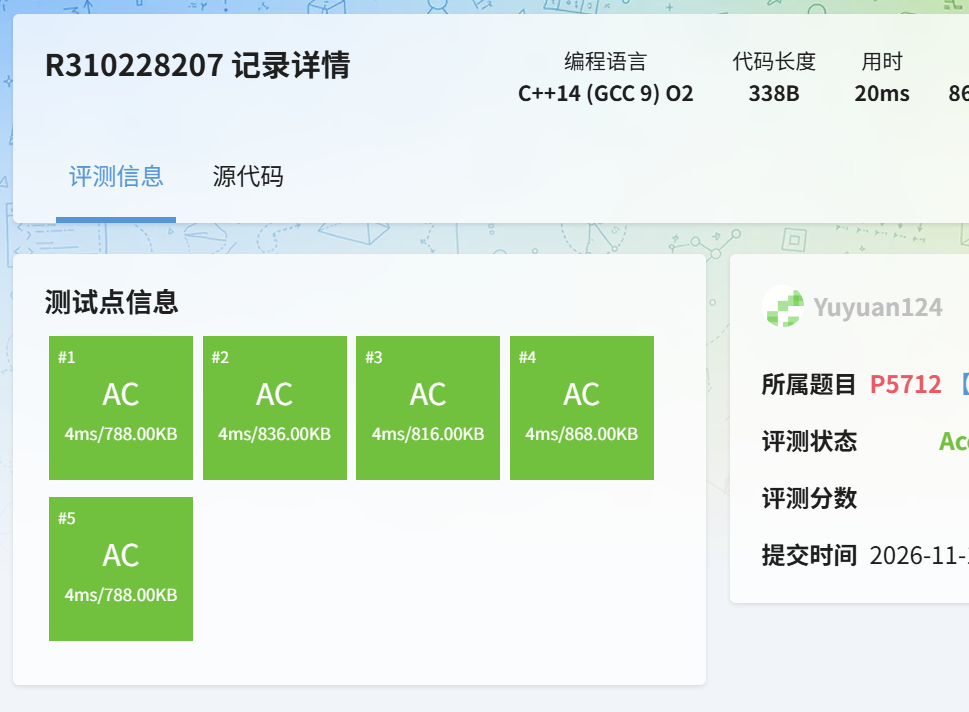 R310228207 记录详情
编程语言
C++14 (GCC 9) O2
代码长度
338B
用时
20ms
评测信息
源代码
测试点信息
#1
AC
4ms/788.00KB
#2
AC
4ms/836.00KB
#3
AC
4ms/816.00KB
#4
AC
4ms/868.00KB
#5
AC
4ms/788.00KB
Yuyuan124
所属题目 P5712
评测状态
评测分数
提交时间 2026-11-